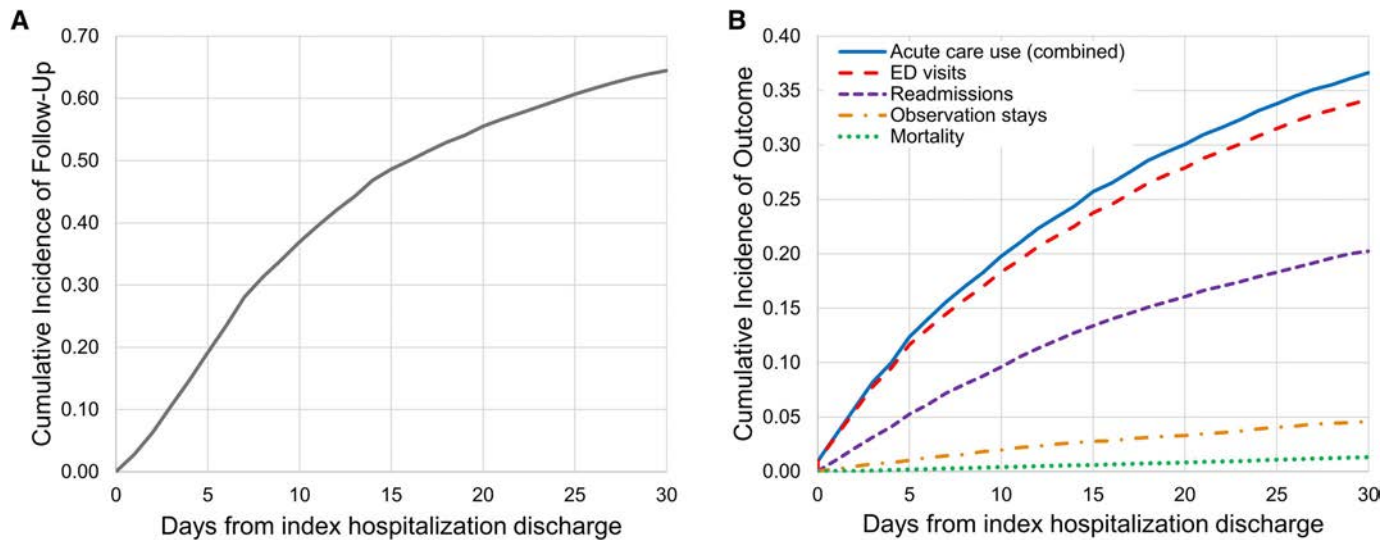 A
Cumulative Incidence of Follow-Up
0.70
0.60
0.50
0.40
0.30
0.20
0.10
0.00
0 5 10 15 20 25 30
Days from index hospitalization discharge
B
Cumulative Incidence of Outcome
0.40
0.35
0.30
0.25
0.20
0.15
0.10
0.05
0.00
Acute care use (combined)
ED visits
Readmissions
Observation stays
Mortality
0 5 10 15 20 25 30
Days from index hospitalization discharge